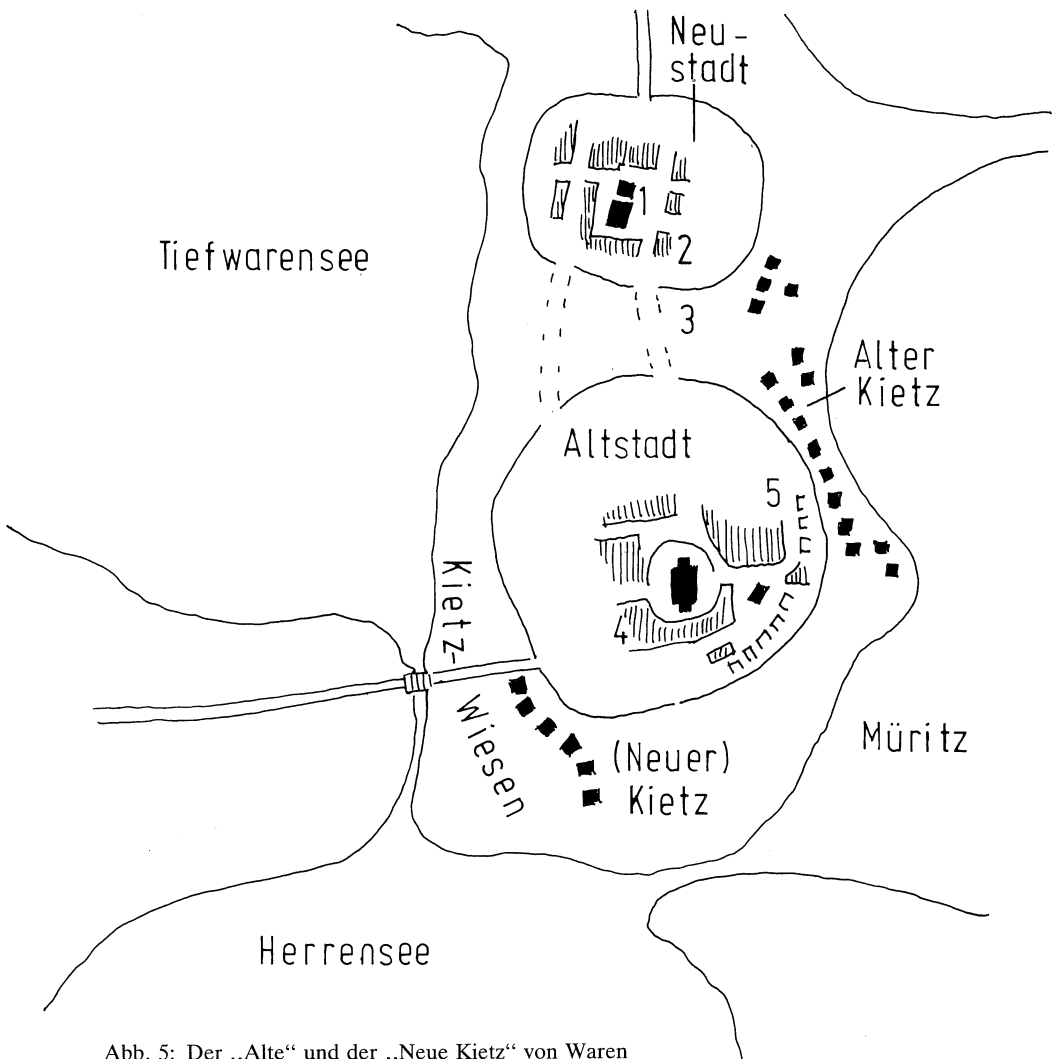 Neu-
stadt
1
2
Tiefwarensee
3
Alter
Kietz
Altstadt
5
Kietz-
4
Wiesen
(Neuer)
Kietz
Müritz
Herrensee
Abb. 5: Der ,,Alte“ und der ,,Neue Kietz“ von Waren